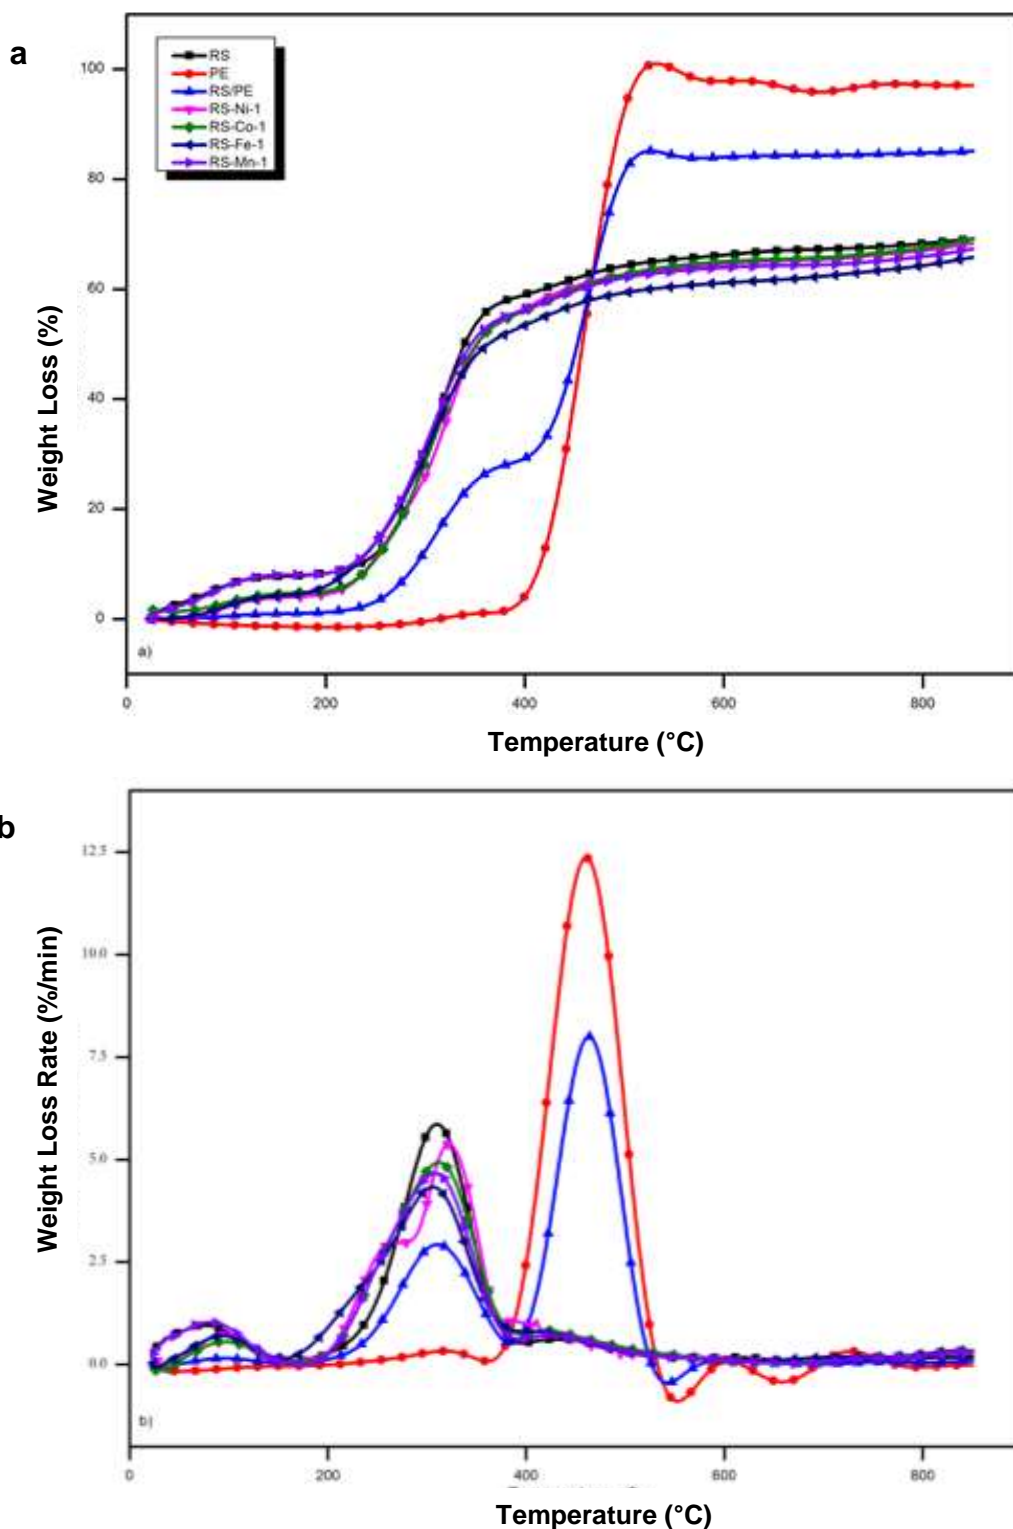 a
RS
PE
RS/PE
RS-Ni-1
RS-Co-1
RS-Fe-1
RS-Mn-1
100
80
60
40
20
0
Weight Loss (%)
a)
0 200 400 600 800
Temperature (°C)
b
12.5
10.0
7.5
5.0
2.5
0.0
Weight Loss Rate (%/min)
b)
0 200 400 600 800
Temperature (°C)